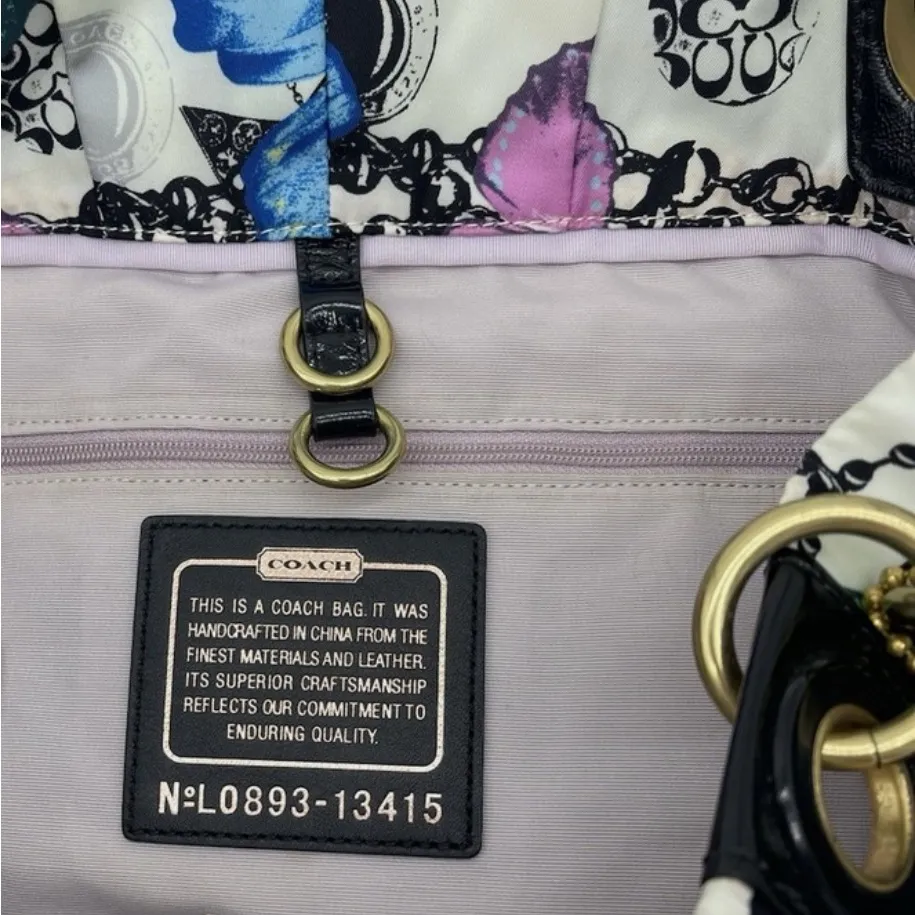 COACH
THIS IS A COACH BAG. IT WAS
HANDCRAFTED IN CHINA FROM THE
FINEST MATERIALS AND LEATHER.
ITS SUPERIOR CRAFTSMANSHIP
REFLECTS OUR COMMITMENT TO
ENDURING QUALITY.
NºL0893-13415